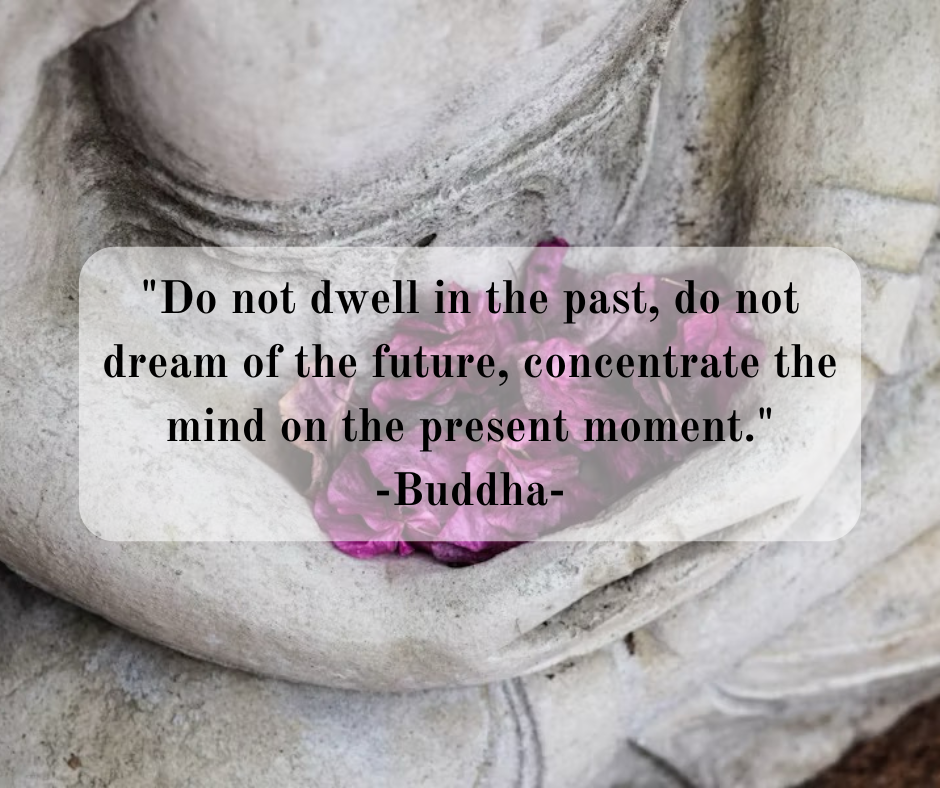 "Do not dwell in the past, do not
dream of the future, concentrate the
mind on the present moment."
-Buddha-